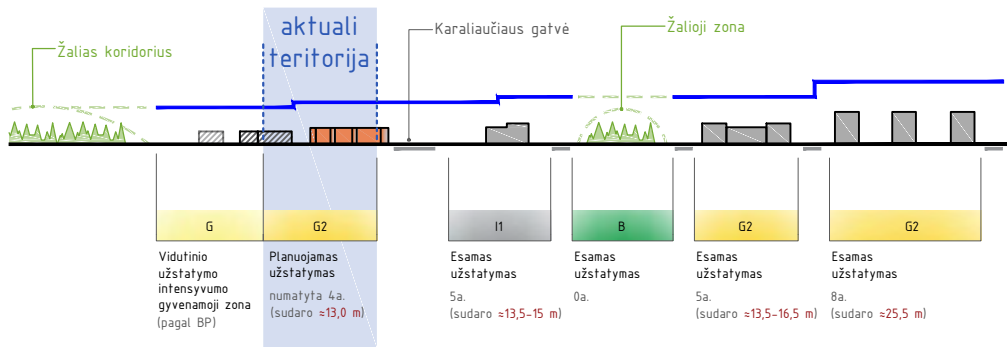 aktuali
teritorija
Žalias koridorius
Karaliaučiaus gatvė
Žalioji zona
G
G2
I1
B
G2
G2
Vidutinio
užstatymo
intensyvumo
gyvenamoji zona
(pagal BP)
Planuojamas
užstatymas
numatyta 4a.
(sudaro ≈13,0 m)
Esamas
užstatymas
5a.
(sudaro ≈13,5-15 m)
Esamas
užstatymas
0a.
Esamas
užstatymas
5a.
(sudaro ≈13,5-16,5 m)
Esamas
užstatymas
8a.
(sudaro ≈25,5 m)